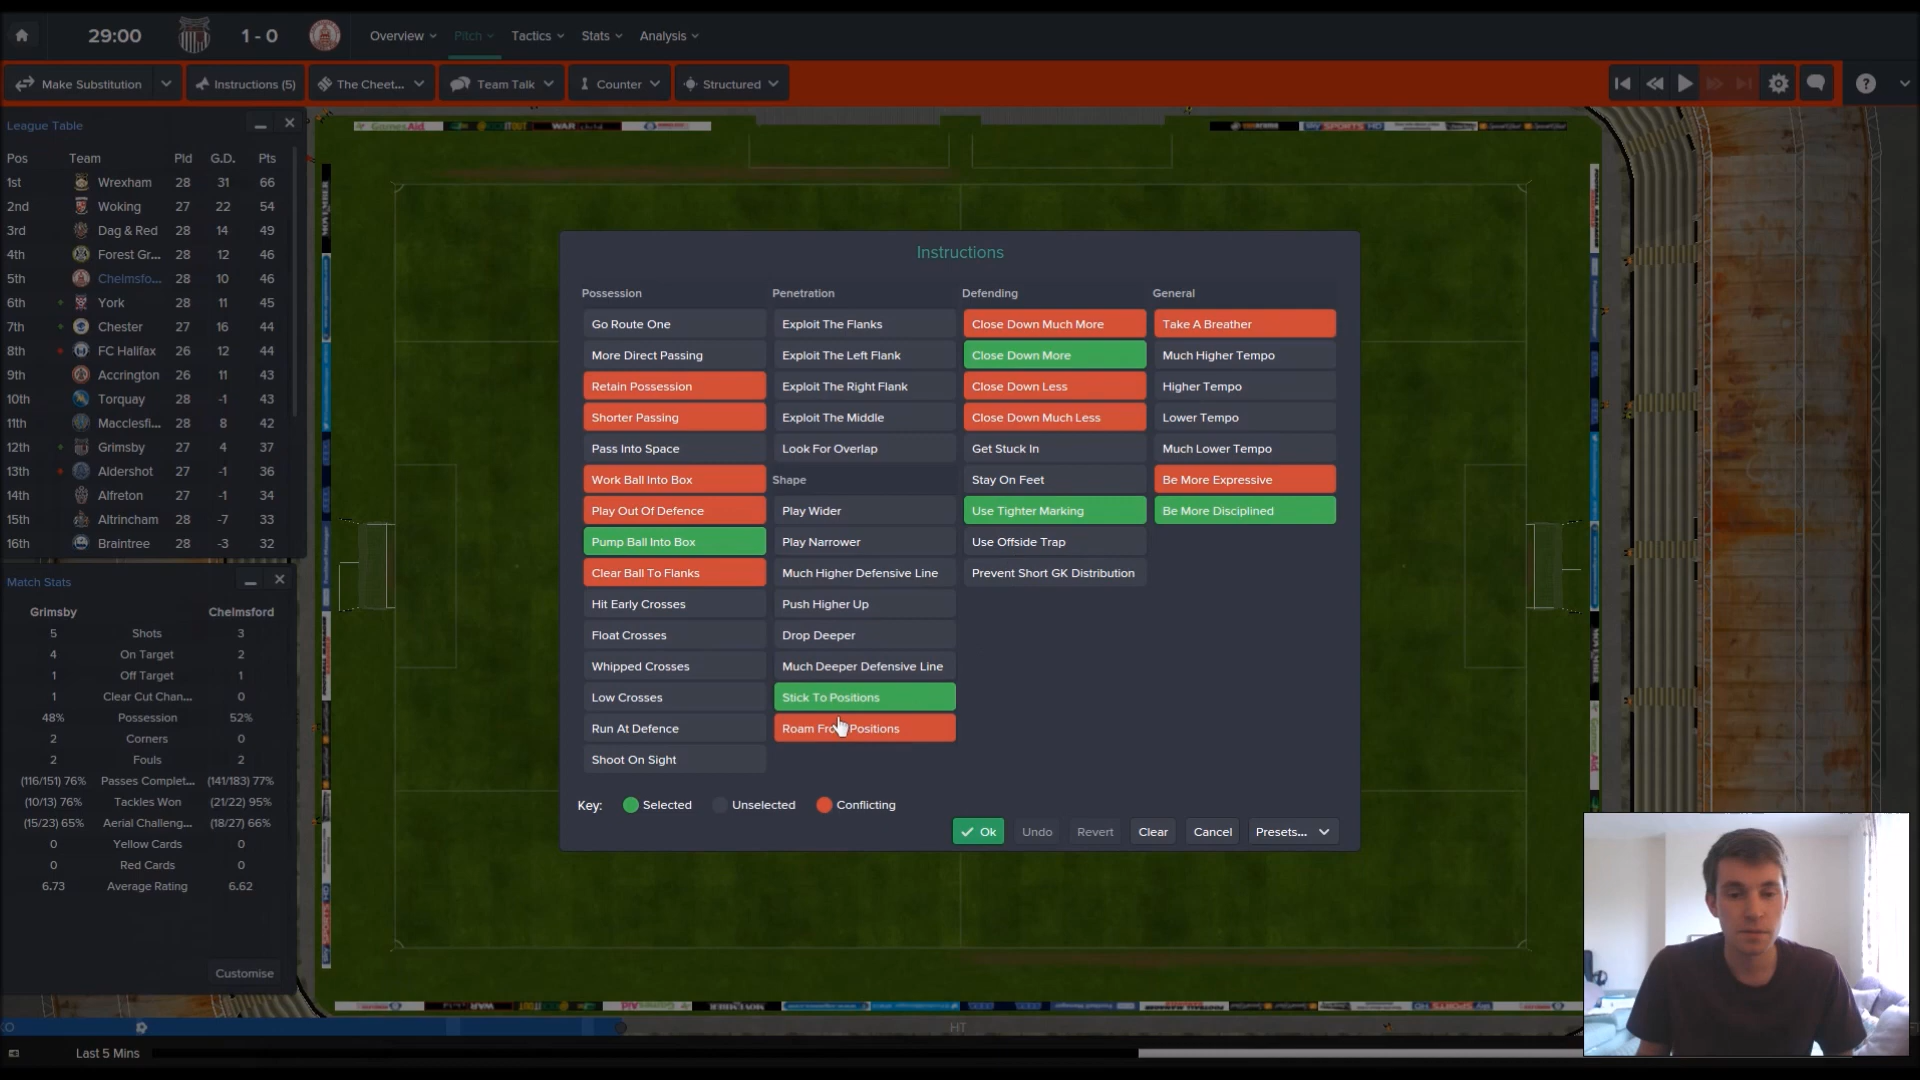 29:00
1 - 0
Overview
Pitch
Tactics
Stats
Analysis
Make Substitution
Instructions (5)
The Cheet...
Team Talk
Counter
Structured
League Table
Pos Team Pld G.D. Pts
1st Wrexham 28 31 66
2nd Woking 27 22 54
3rd Dag & Red 28 14 49
4th Forest Gr... 28 12 46
5th Chelmsfo... 28 10 46
6th York 28 11 45
7th Chester 27 16 44
8th FC Halifax 26 12 44
9th Accrington 26 11 43
10th Torquay 28 -1 43
11th Macclesfi... 28 8 42
12th Grimsby 27 4 37
13th Aldershot 27 -1 36
14th Alfreton 27 -1 34
15th Altrincham 28 -7 33
16th Braintree 28 -3 32
Match Stats
Grimsby Chelmsford
5 Shots 3
4 On Target 2
1 Off Target 1
1 Clear Cut Chan... 0
48% Possession 52%
2 Corners 0
2 Fouls 2
(116/151) 76% Passes Complet... (141/183) 77%
(10/13) 76% Tackles Won (21/22) 95%
(15/23) 65% Aerial Challeng... (18/27) 66%
0 Yellow Cards 0
0 Red Cards 0
6.73 Average Rating 6.62
Customise
Instructions
Possession
Go Route One
More Direct Passing
Retain Possession
Shorter Passing
Pass Into Space
Work Ball Into Box
Play Out Of Defence
Pump Ball Into Box
Clear Ball To Flanks
Hit Early Crosses
Float Crosses
Whipped Crosses
Low Crosses
Run At Defence
Shoot On Sight
Penetration
Exploit The Flanks
Exploit The Left Flank
Exploit The Right Flank
Exploit The Middle
Look For Overlap
Shape
Play Wider
Play Narrower
Much Higher Defensive Line
Push Higher Up
Drop Deeper
Much Deeper Defensive Line
Stick To Positions
Roam From Positions
Defending
Close Down Much More
Close Down More
Close Down Less
Close Down Much Less
Get Stuck In
Stay On Feet
Use Tighter Marking
Use Offside Trap
Prevent Short GK Distribution
General
Take A Breather
Much Higher Tempo
Higher Tempo
Lower Tempo
Much Lower Tempo
Be More Expressive
Be More Disciplined
Key: Selected Unselected Conflicting
Ok Undo Revert Clear Cancel Presets...
HT
Last 5 Mins